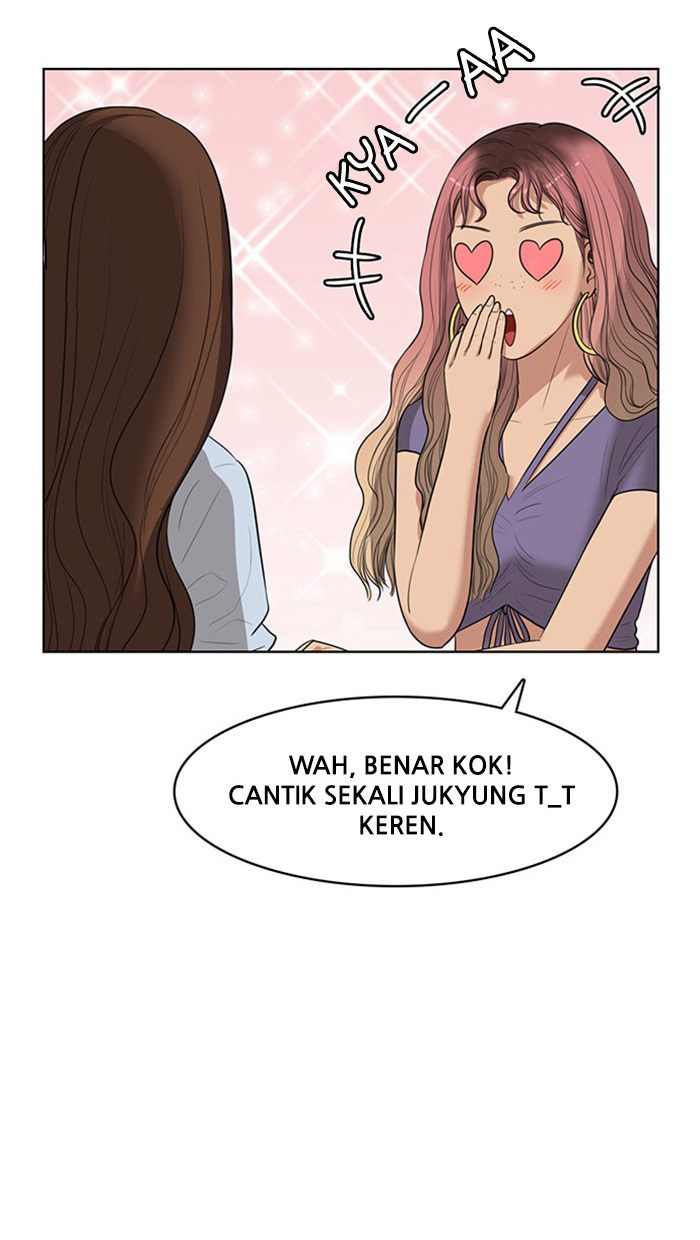 KYA — AA
WAH, BENAR KOK!
CANTIK SEKALI JUKYUNG T_T
KEREN.